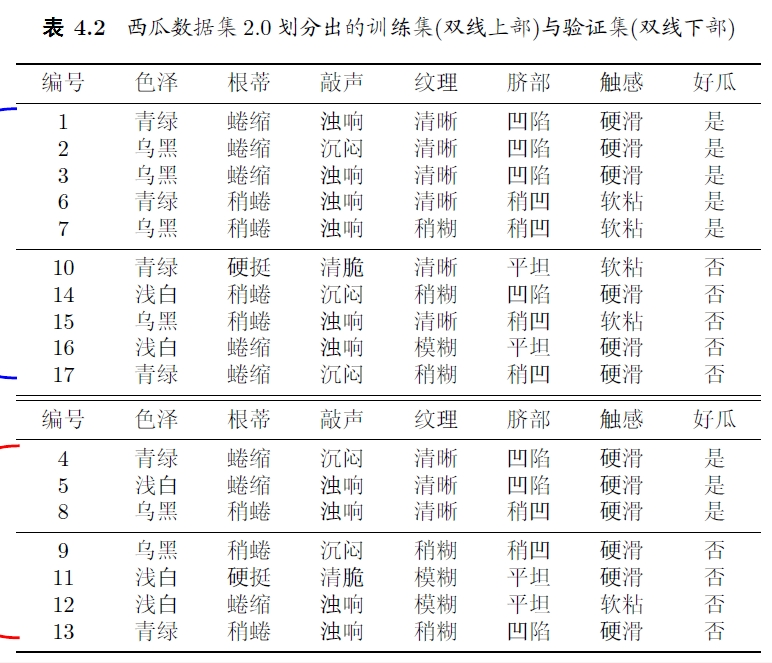 表 4.2 西瓜数据集 2.0 划分出的训练集(双线上部)与验证集(双线下部)
编号 色泽 根蒂 敲声 纹理 脐部 触感 好瓜
1 青绿 蜷缩 浊响 清晰 凹陷 硬滑 是
2 乌黑 蜷缩 沉闷 清晰 凹陷 硬滑 是
3 乌黑 蜷缩 浊响 清晰 凹陷 硬滑 是
6 青绿 稍蜷 浊响 清晰 稍凹 软粘 是
7 乌黑 稍蜷 浊响 稍糊 稍凹 软粘 是
10 青绿 硬挺 清脆 清晰 平坦 软粘 否
14 浅白 稍蜷 沉闷 稍糊 凹陷 硬滑 否
15 乌黑 稍蜷 浊响 清晰 稍凹 软粘 否
16 浅白 蜷缩 浊响 模糊 平坦 硬滑 否
17 青绿 蜷缩 沉闷 稍糊 稍凹 硬滑 否
编号 色泽 根蒂 敲声 纹理 脐部 触感 好瓜
4 青绿 蜷缩 沉闷 清晰 凹陷 硬滑 是
5 浅白 蜷缩 浊响 清晰 凹陷 硬滑 是
8 乌黑 稍蜷 浊响 清晰 稍凹 硬滑 是
9 乌黑 稍蜷 沉闷 稍糊 稍凹 硬滑 否
11 浅白 硬挺 清脆 模糊 平坦 硬滑 否
12 浅白 蜷缩 浊响 模糊 平坦 软粘 否
13 青绿 稍蜷 浊响 稍糊 凹陷 硬滑 否